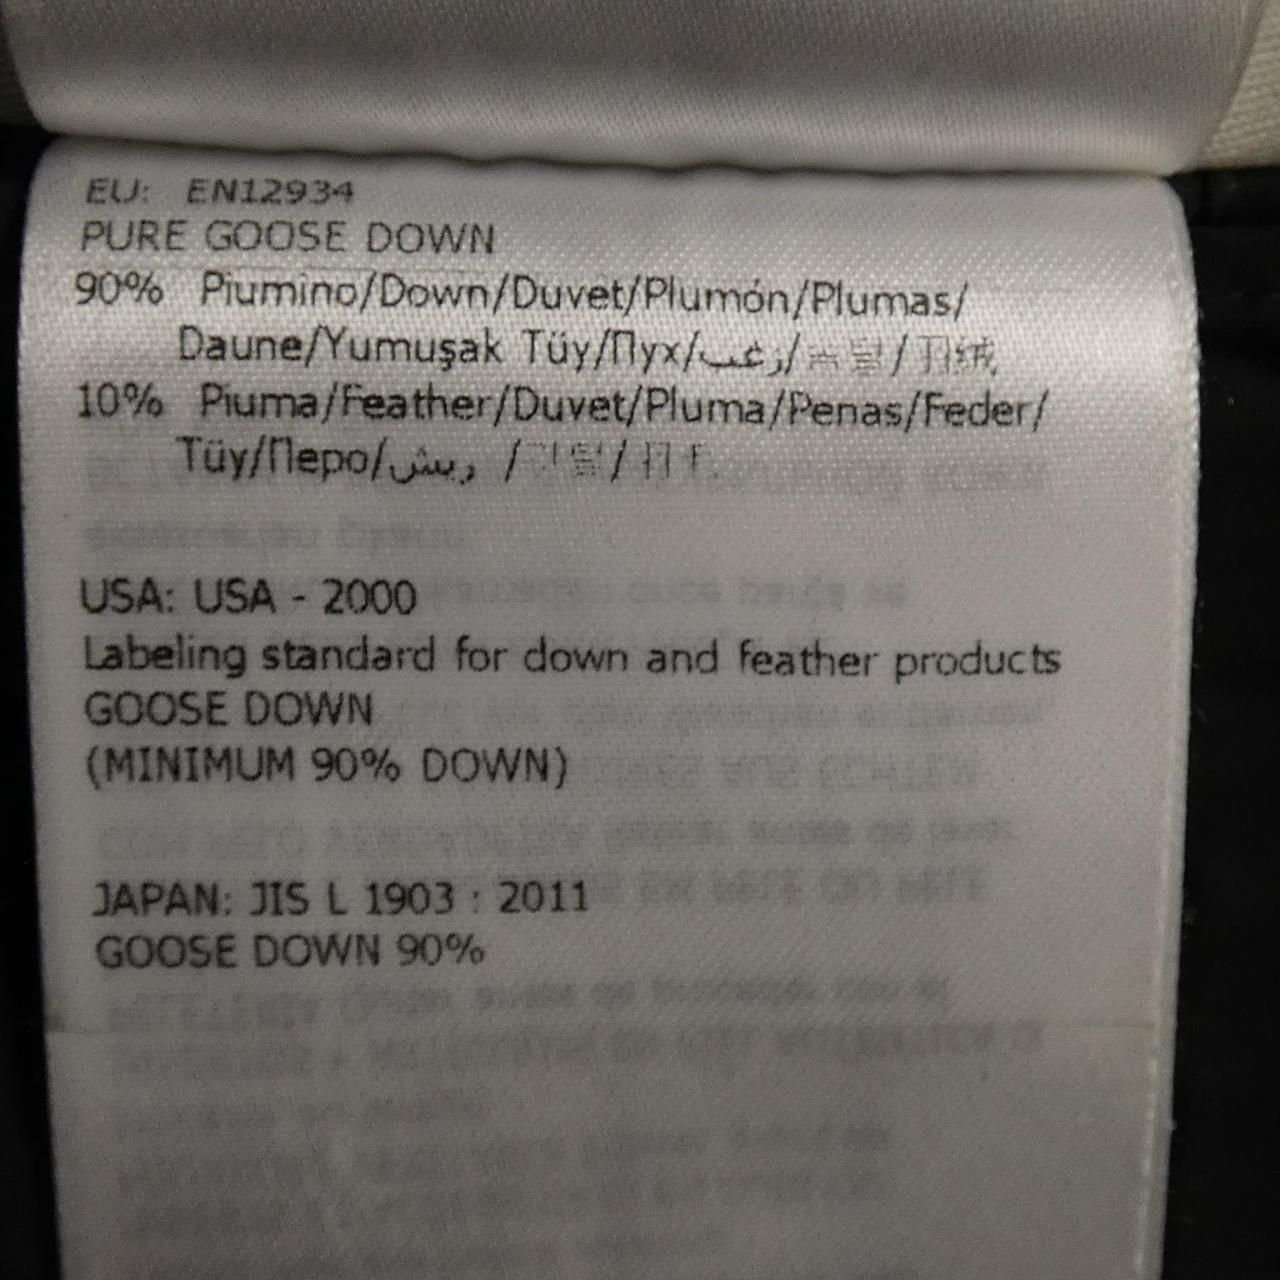 EU: EN12934
PURE GOOSE DOWN
90% Piumino/Down/Duvet/Plumón/Plumas/
Daune/Yumuşak Tüy/Пух/زغب/솜털/羽绒
10% Piuma/Feather/Duvet/Pluma/Penas/Feder/
Tüy/Перо/ريش /깃털/
USA: USA - 2000
Labeling standard for down and feather products
GOOSE DOWN
(MINIMUM 90% DOWN)
JAPAN: JIS L 1903 : 2011
GOOSE DOWN 90%